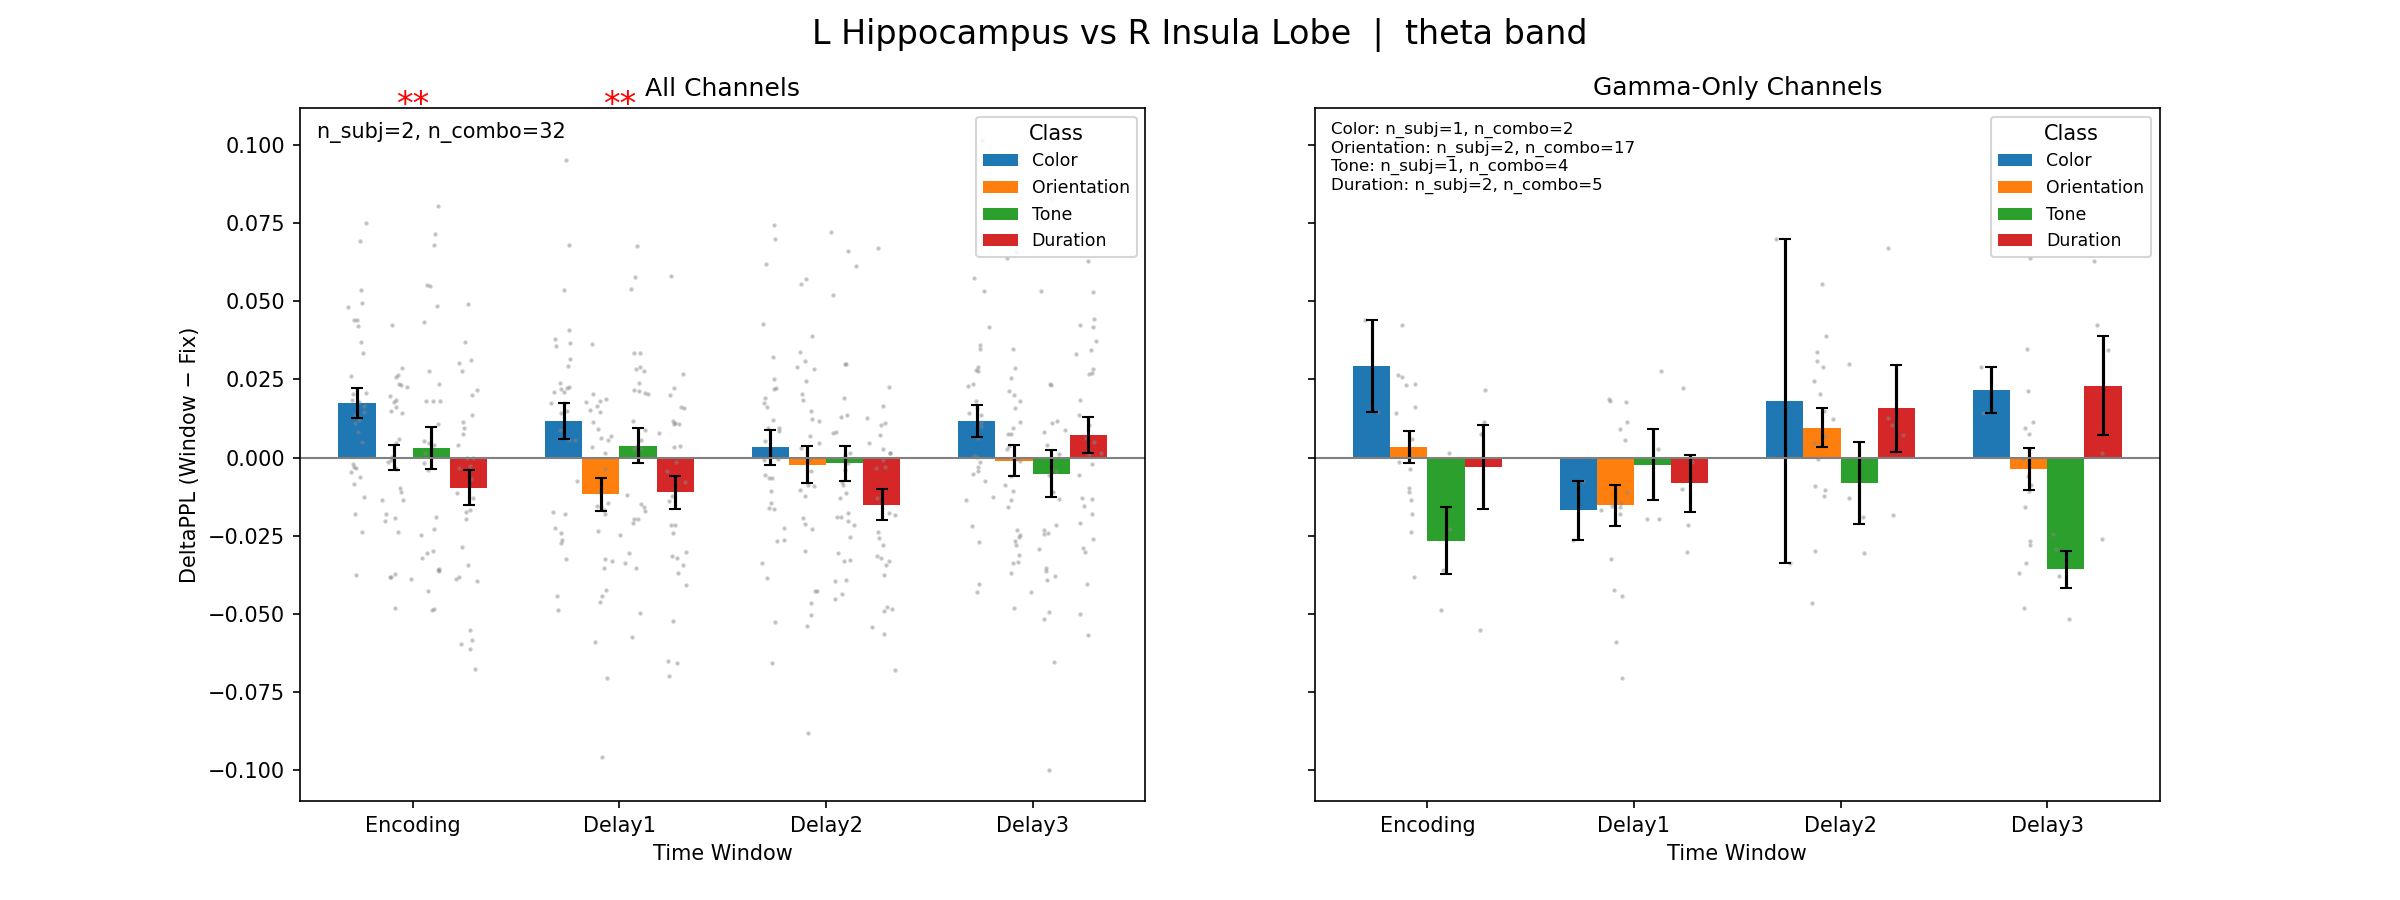 L Hippocampus vs R Insula Lobe | theta band
All Channels
** **
n_subj=2, n_combo=32
Class
Color
Orientation
Tone
Duration
0.100
0.075
0.050
0.025
0.000
−0.025
−0.050
−0.075
−0.100
DeltaPPL (Window − Fix)
Encoding Delay1 Delay2 Delay3
Time Window
Gamma-Only Channels
Color: n_subj=1, n_combo=2
Orientation: n_subj=2, n_combo=17
Tone: n_subj=1, n_combo=4
Duration: n_subj=2, n_combo=5
Class
Color
Orientation
Tone
Duration
Encoding Delay1 Delay2 Delay3
Time Window